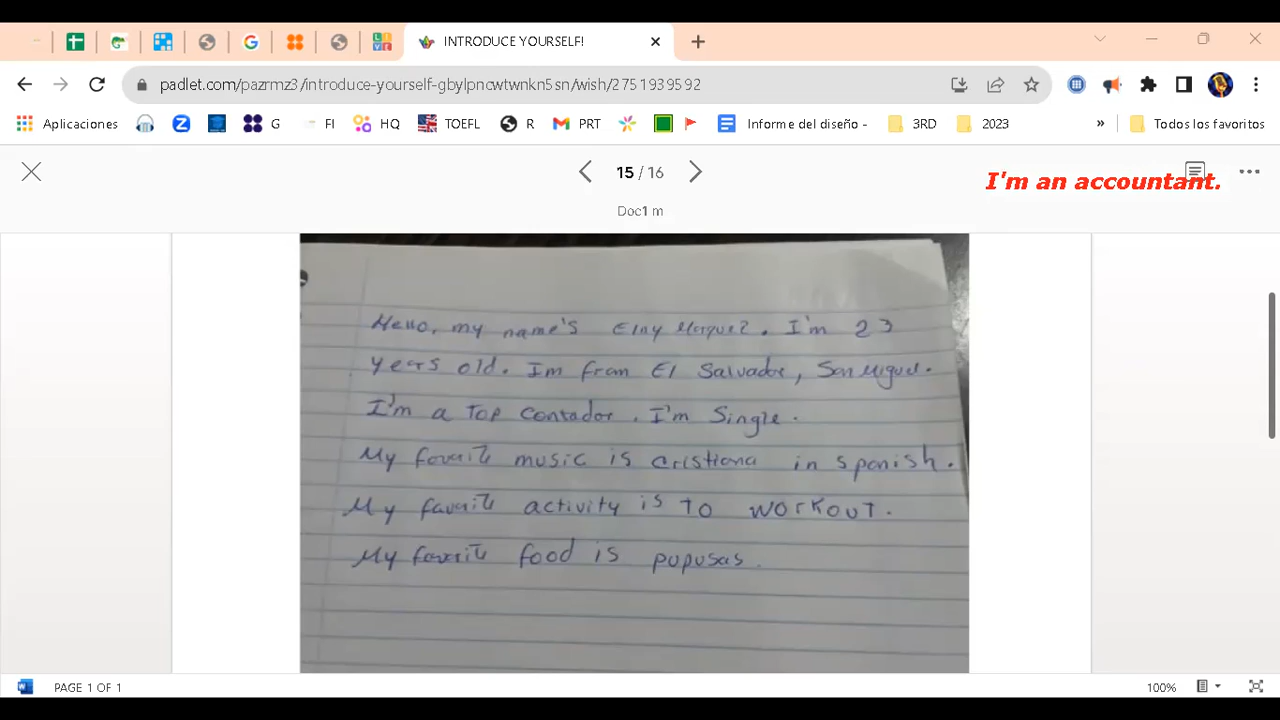 INTRODUCE YOURSELF!
padlet.com/pazrmz3/introduce-yourself-gbylpncwtwnkn5sn/wish/2751939592
Aplicaciones G FI HQ TOEFL R PRT Informe del diseño - 3RD 2023 » Todos los favoritos
15 / 16
I'm an accountant.
Doc1 m
Hello, my name's Elny . I'm 23
years old. Im from El Salvador, San Miguel.
I'm a Top Contador. I'm Single.
My favorite music is cristiana in spanish.
My favorite activity is to workout.
My favorite food is pupusas.
PAGE 1 OF 1
100%